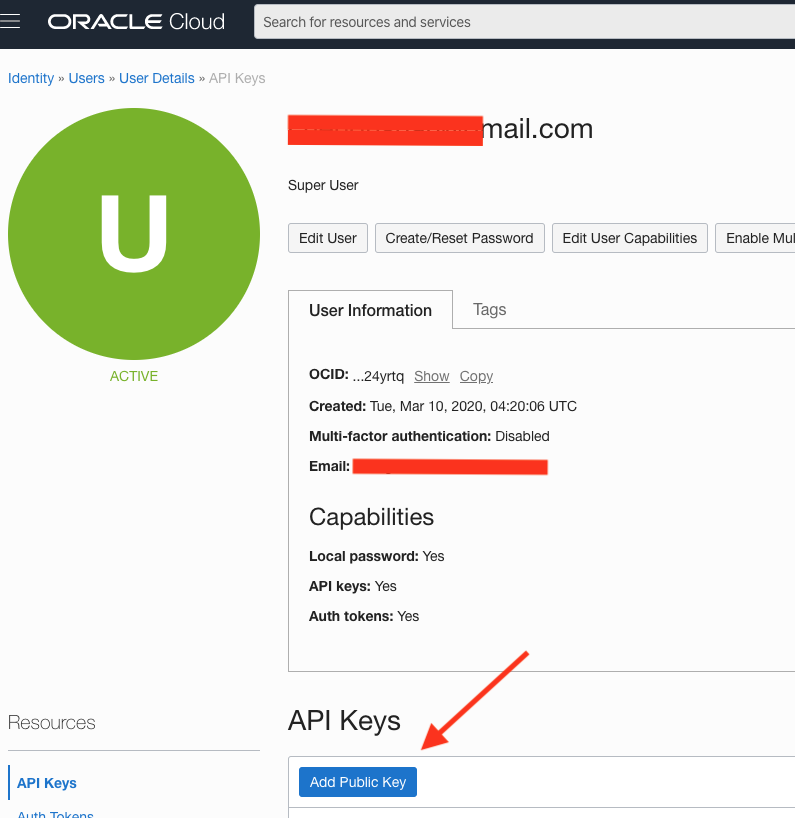 ORACLE Cloud
Search for resources and services
Identity » Users » User Details » API Keys
mail.com
U
Super User
Edit User Create/Reset Password Edit User Capabilities Enable Mul
User Information Tags
ACTIVE
OCID: ...24yrtq Show Copy
Created: Tue, Mar 10, 2020, 04:20:06 UTC
Multi-factor authentication: Disabled
Email:
Capabilities
Local password: Yes
API keys: Yes
Auth tokens: Yes
Resources
API Keys
Auth Tokens
API Keys
Add Public Key